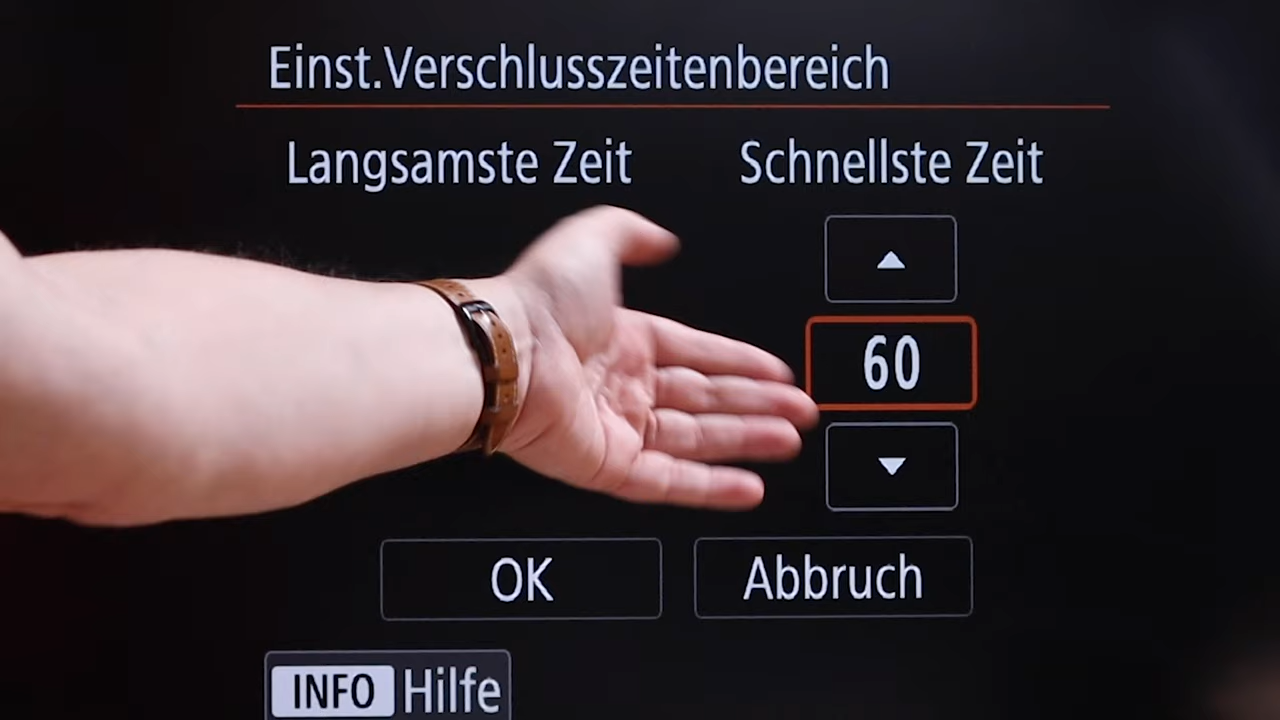 Einst.Verschlusszeitenbereich
Langsamste Zeit
Schnellste Zeit
60
OK
Abbruch
INFO Hilfe